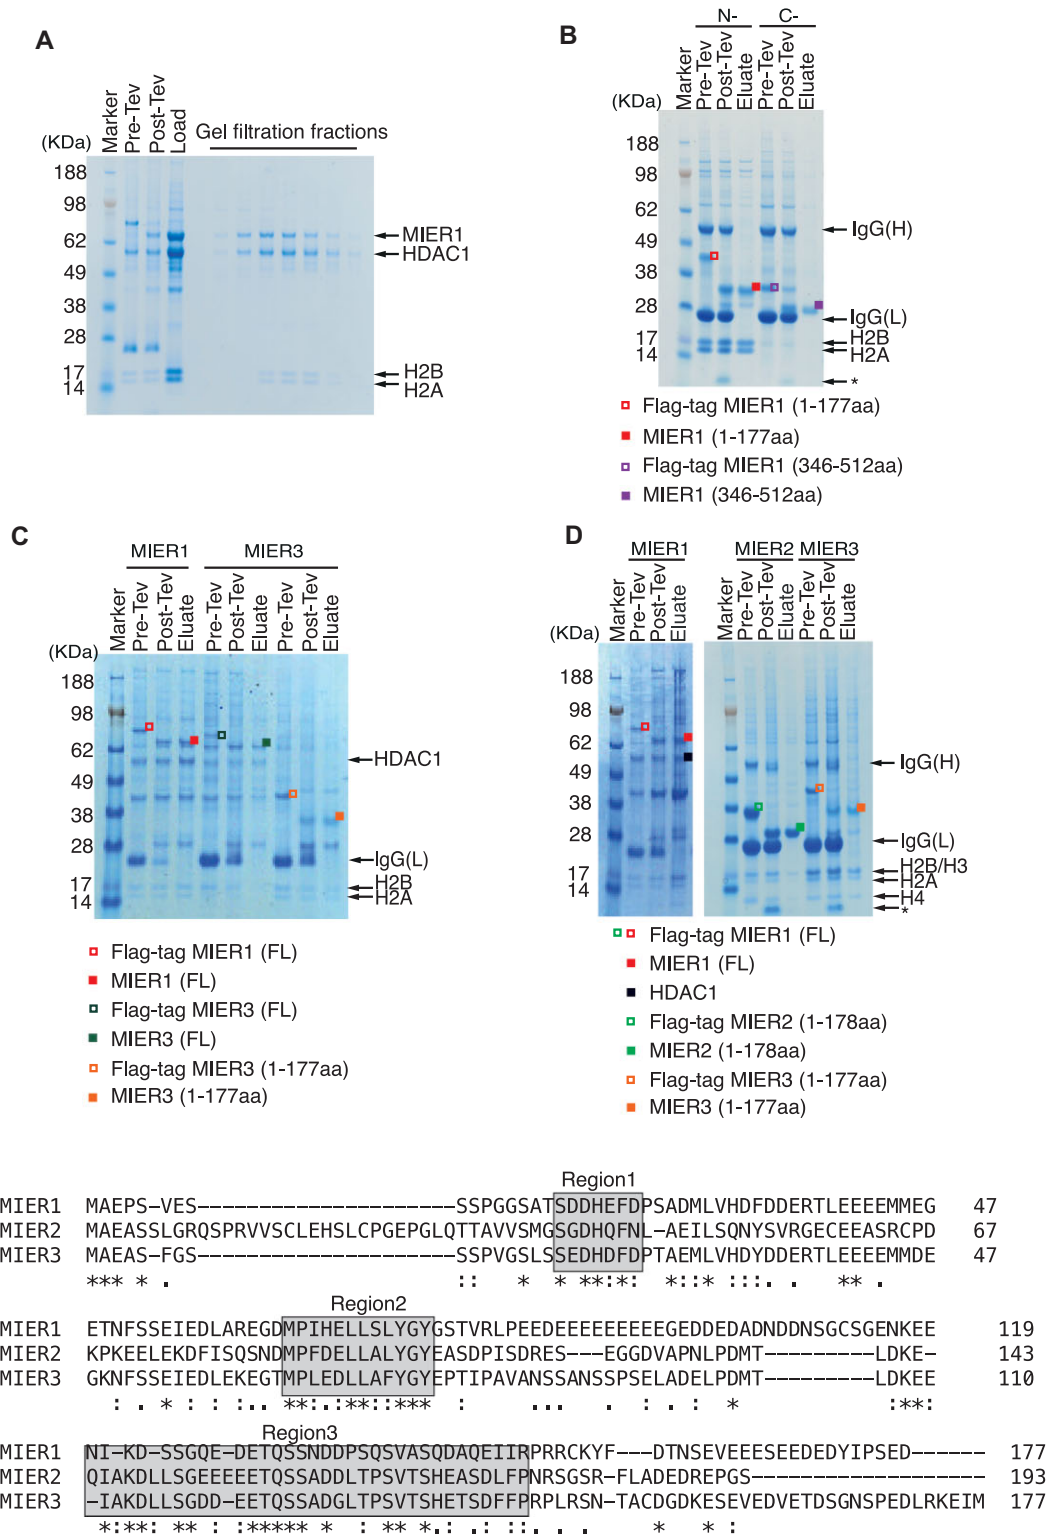 A
Marker
Pre-Tev
Post-Tev
Load
Gel filtration fractions
(KDa)
188
98
62
49
38
28
17
14
MIER1
HDAC1
H2B
H2A
B
N-
C-
Marker
Pre-Tev
Post-Tev
Eluate
Pre-Tev
Post-Tev
Eluate
(KDa)
188
98
62
49
38
28
17
14
IgG(H)
IgG(L)
H2B
H2A
*
Flag-tag MIER1 (1-177aa)
MIER1 (1-177aa)
Flag-tag MIER1 (346-512aa)
MIER1 (346-512aa)
C
MIER1
MIER3
Marker
Pre-Tev
Post-Tev
Eluate
Pre-Tev
Post-Tev
Eluate
Pre-Tev
Post-Tev
Eluate
(KDa)
188
98
62
49
38
28
17
14
HDAC1
IgG(L)
H2B
H2A
Flag-tag MIER1 (FL)
MIER1 (FL)
Flag-tag MIER3 (FL)
MIER3 (FL)
Flag-tag MIER3 (1-177aa)
MIER3 (1-177aa)
D
MIER1
MIER2
MIER3
Marker
Pre-Tev
Post-Tev
Eluate
Marker
Pre-Tev
Post-Tev
Eluate
Pre-Tev
Post-Tev
Eluate
(KDa)
188
98
62
49
38
28
17
14
IgG(H)
IgG(L)
H2B/H3
H2A
H4
*
Flag-tag MIER1 (FL)
MIER1 (FL)
HDAC1
Flag-tag MIER2 (1-178aa)
MIER2 (1-178aa)
Flag-tag MIER3 (1-177aa)
MIER3 (1-177aa)
Region1
MIER1 MAEPS-VES---------------------SSPGGSATSDDHEFDPSADMLVHDFDDERTLEEEEMMEG 47
MIER2 MAEASSLGRQSPRVVSCLEHSLCPGEPGLQTTAVVSMGSGDHQFNL-AEILSQNYSVRGECEEASRCPD 67
MIER3 MAEAS-FGS---------------------SSPVGSLSSEDHDFDPTAEMLVHDYDDERTLEEEEMMDE 47
*** * . :: * * **:*: *::* ::: . . ** .
Region2
MIER1 ETNFSSEIEDLAREGDMPIHELLSLYGYGSTVRLPEEDEEEEEEEEGEDDEDADNDDNSGCSGENKEE 119
MIER2 KPKEELEKDFISQSNDMPFDELLALYGYEASDPISDRES---EGGDVAPNLPDMT---------LDKE- 143
MIER3 GKNFSSEIEDLEKEGTMPLEDLLAFYGYEPTIPAVANSSANSSPSELADELPDMT---------LDKEE 110
: . * : : .. **::**::*** : ... . : . : * :**:
Region3
MIER1 NI-KD-SSGQE-DETQSSNDDPSQSVASQDAQEIIRPRRCKYF---DTNSEVEEESEEDEDYIPSED------ 177
MIER2 QIAKDLLSGEEEEETQSSADDLTPSVTSHEASDLFPNRSGSR-FLADEDREPGS------------------- 193
MIER3 -IAKDLLSGDD-EETQSSADGLTPSVTSHETSDFFPRPLRSN-TACDGDKESEVEDVETDSGNSPEDLRKEIM 177
*:** ** : ***** * : ** *.:..:: . . * * :